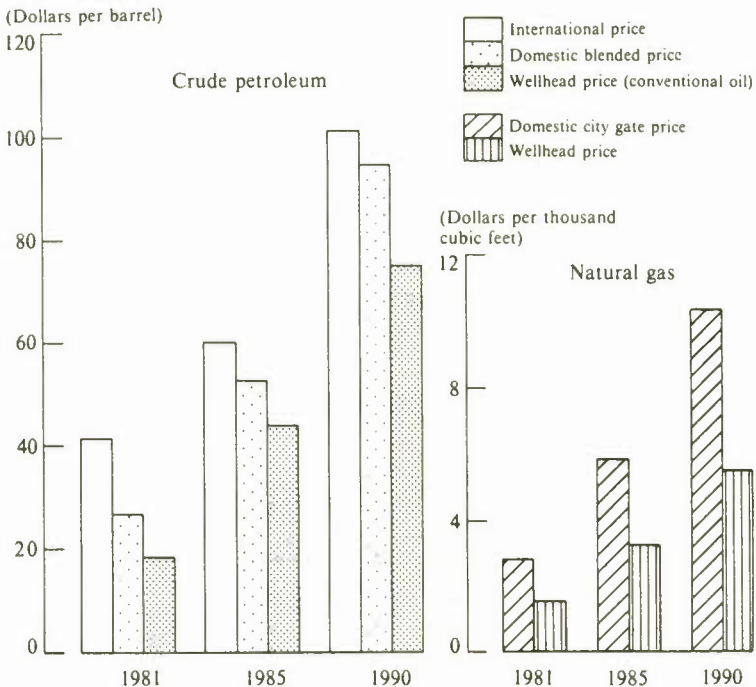 (Dollars per barrel)
120
100
80
60
40
20
0
Crude petroleum
1981
1985
1990
International price
Domestic blended price
Wellhead price (conventional oil)
Domestic city gate price
Wellhead price
(Dollars per thousand
cubic feet)
12
8
4
0
Natural gas
1981
1985
1990